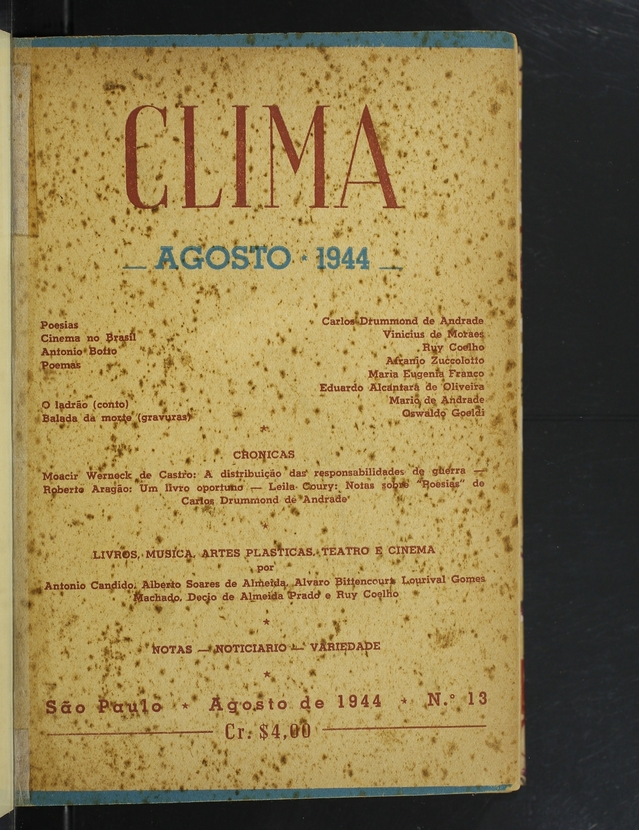 CLIMA
— AGOSTO * 1944 —
Poesias Carlos Drummond de Andrade
Cinema no Brasil Vinicius de Moraes
Antonio Botto Ruy Coelho
Poemas Afranio Zuccolotto
Maria Eugenia Franco
Eduardo Alcantara de Oliveira
O ladrão (conto) Mario de Andrade
Balada da morte (gravuras) Oswaldo Goeldi
*
CRONICAS
Moacir Werneck de Castro: A distribuição das responsabilidades de guerra —
Roberto Aragão: Um livro oportuno — Leila Coury: Notas sobre "Poesias" de
Carlos Drummond de Andrade
LIVROS, MUSICA, ARTES PLASTICAS, TEATRO E CINEMA
por
Antonio Candido, Alberto Soares de Almeida, Alvaro Bittencourt, Lourival Gomes
Machado, Decio de Almeida Prado e Ruy Coelho
*
NOTAS — NOTICIARIO — VARIEDADE
*
São Paulo * Agosto de 1944 * N.º 13
Cr. $4,00